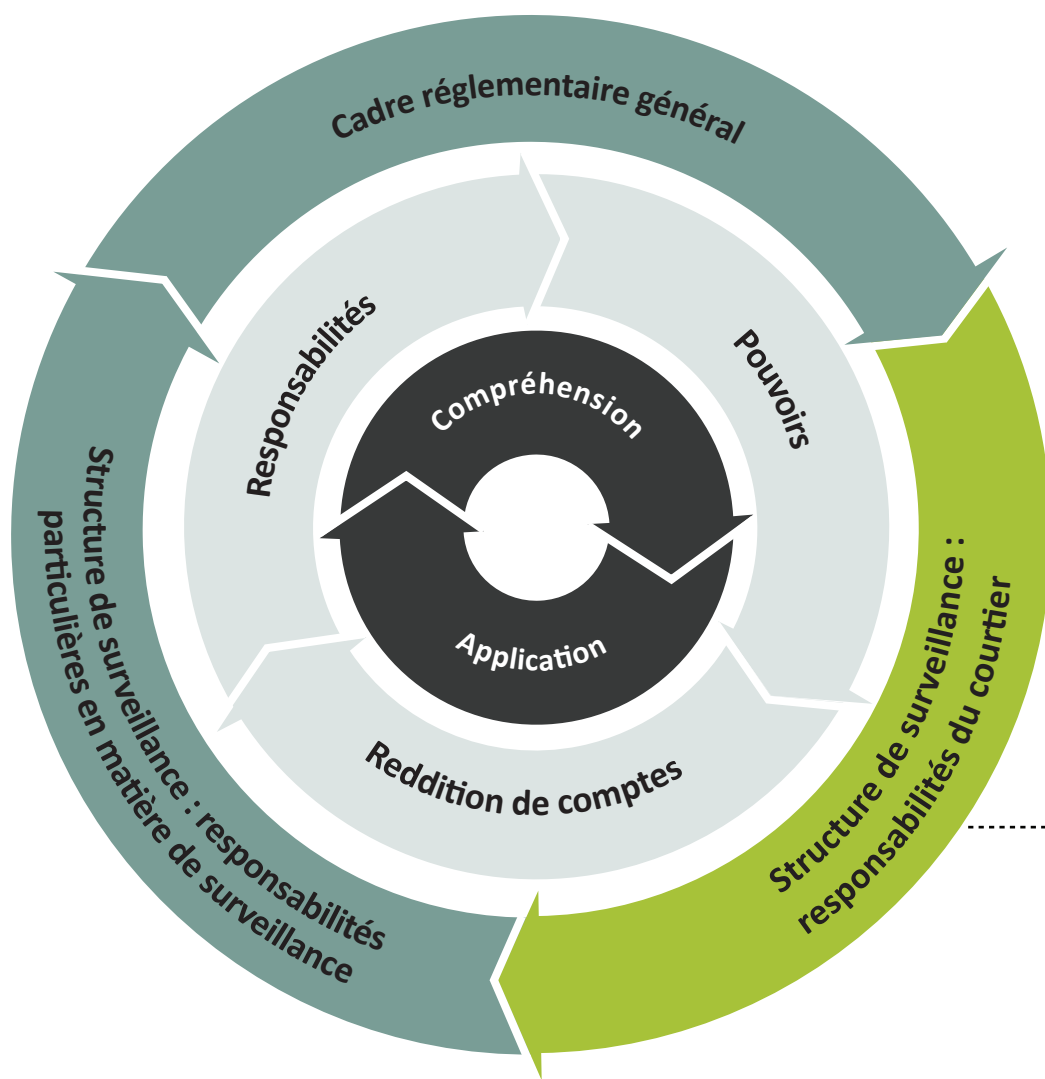 Cadre réglementaire général
Responsabilités
Pouvoirs
Compréhension
Application
Reddition de comptes
Structure de surveillance :
responsabilités du courtier
Structure de surveillance : responsabilités
particulières en matière de surveillance